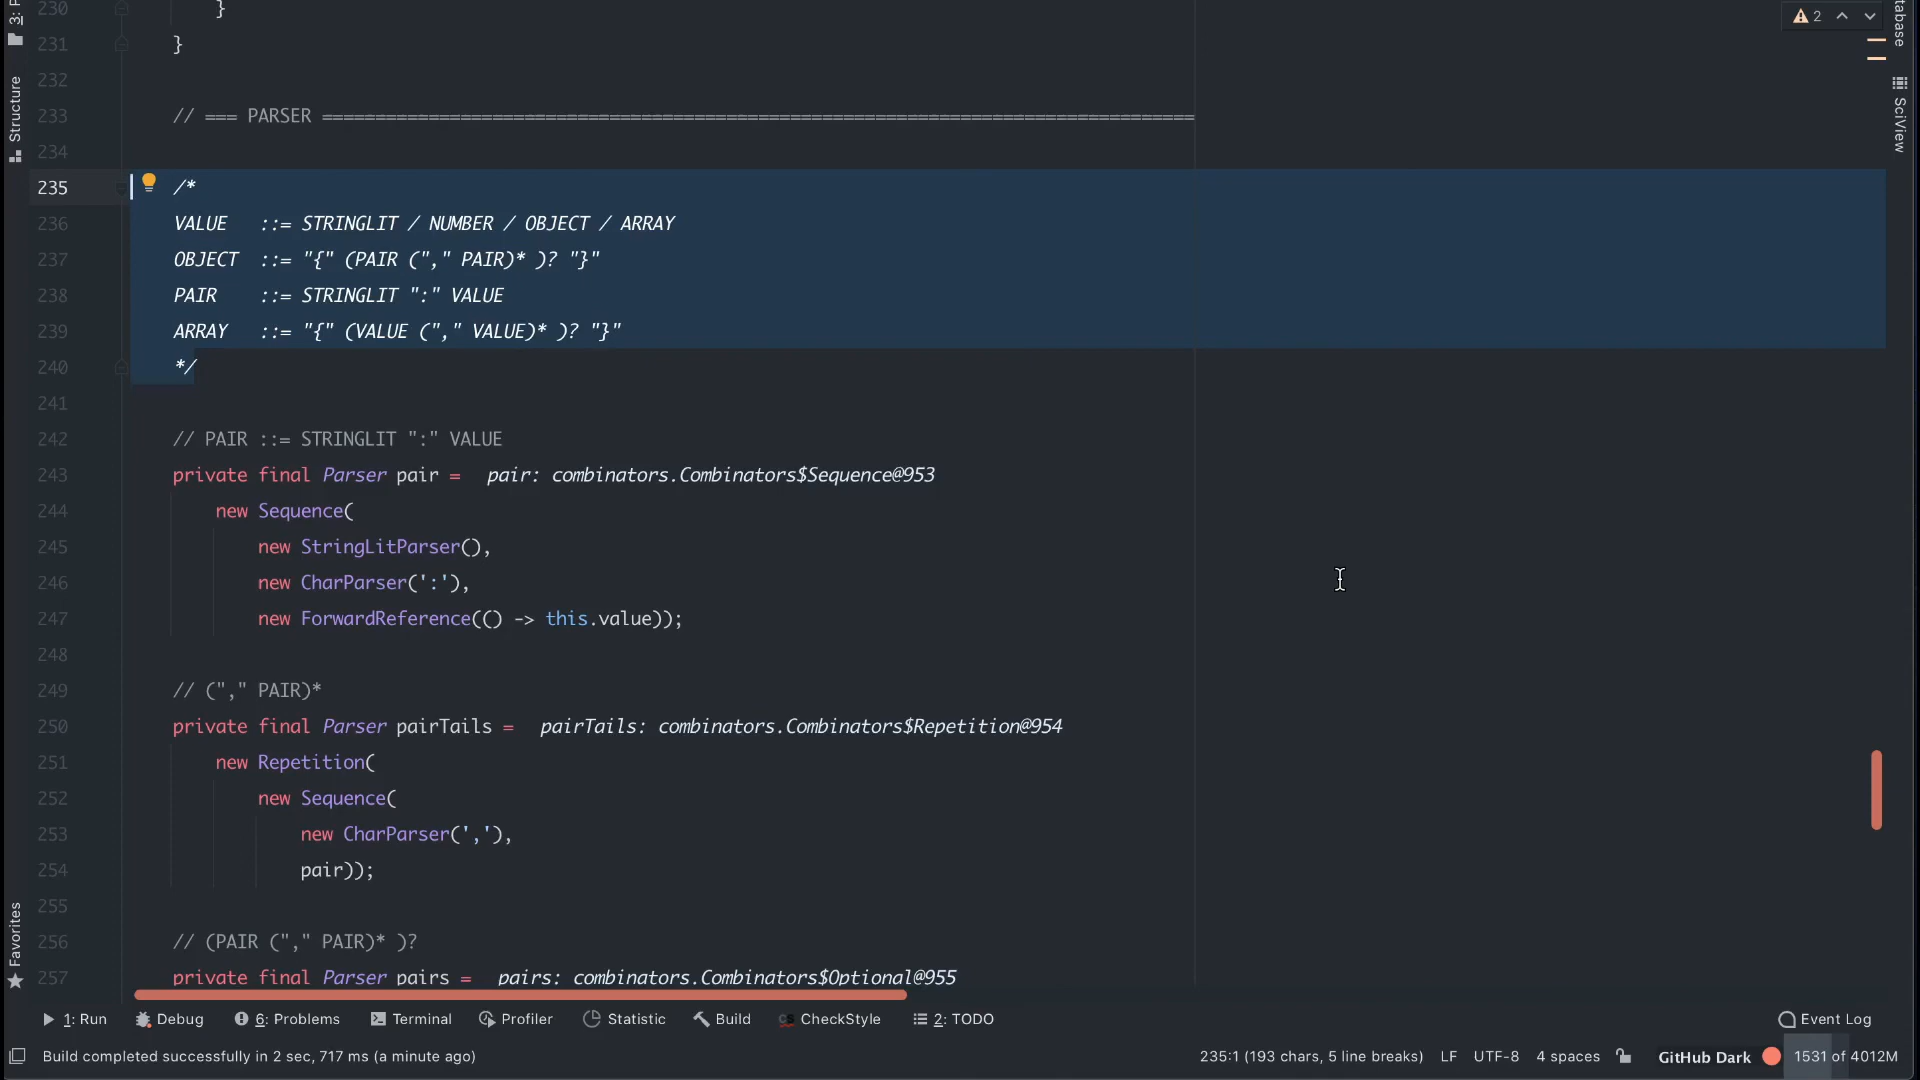 230 }
231 }
232
233 // === PARSER ==================================================================================
234
235 /*
236 VALUE ::= STRINGLIT / NUMBER / OBJECT / ARRAY
237 OBJECT ::= "{" (PAIR ("," PAIR)* )? "}"
238 PAIR ::= STRINGLIT ":" VALUE
239 ARRAY ::= "{" (VALUE ("," VALUE)* )? "}"
240 */
241
242 // PAIR ::= STRINGLIT ":" VALUE
243 private final Parser pair = pair: combinators.Combinators$Sequence@953
244 new Sequence(
245 new StringLitParser(),
246 new CharParser(':'),
247 new ForwardReference(() -> this.value));
248
249 // ("," PAIR)*
250 private final Parser pairTails = pairTails: combinators.Combinators$Repetition@954
251 new Repetition(
252 new Sequence(
253 new CharParser(','),
254 pair));
255
256 // (PAIR ("," PAIR)* )?
257 private final Parser pairs = pairs: combinators.Combinators$Optional@955
3:
Structure
Favorites
2
tabase
SciView
1: Run Debug 6: Problems Terminal Profiler Statistic Build CheckStyle 2: TODO Event Log
Build completed successfully in 2 sec, 717 ms (a minute ago) 235:1 (193 chars, 5 line breaks) LF UTF-8 4 spaces GitHub Dark 1531 of 4012M